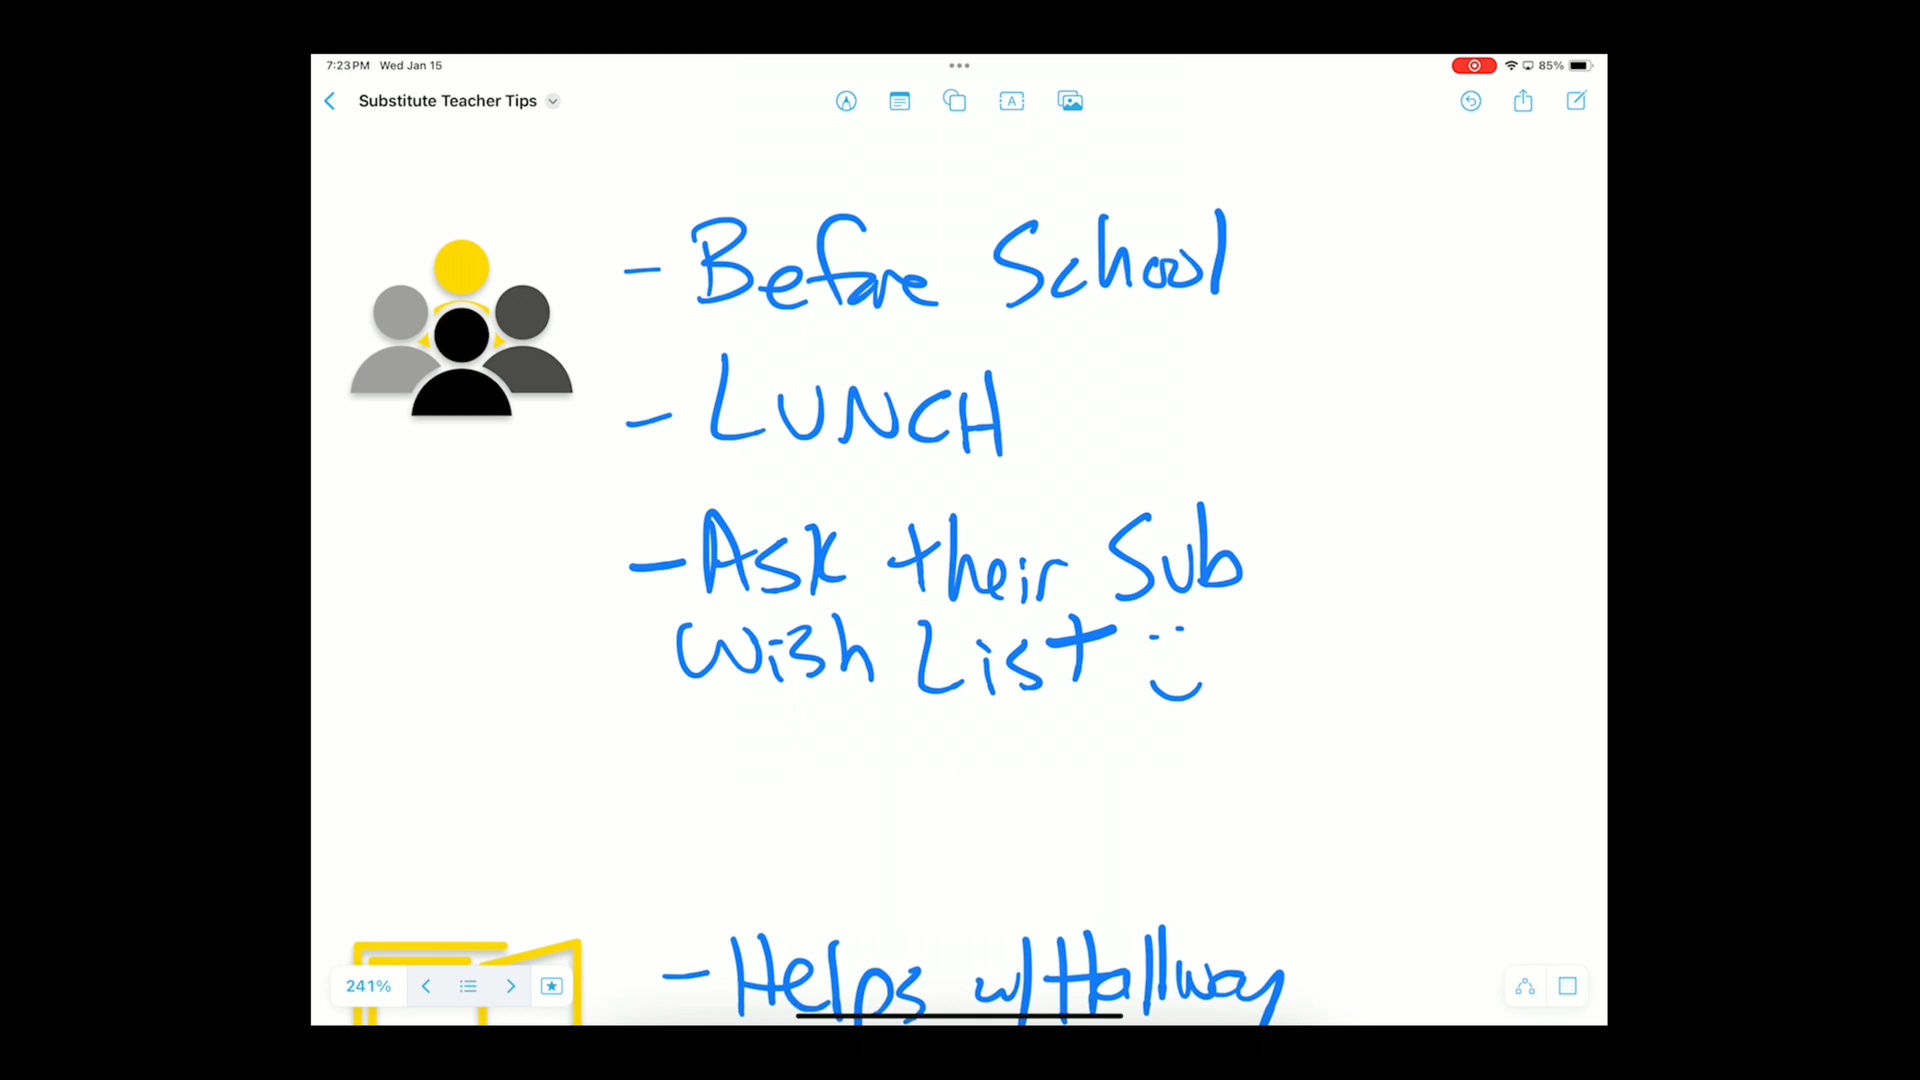 7:23 PM Wed Jan 15
85%
Substitute Teacher Tips
A
- Before School
- LUNCH
- Ask their Sub
Wish List
- Helps w/ Hallway
241%